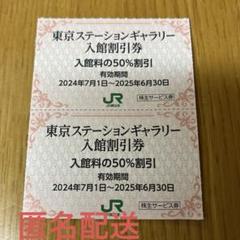 東京ステーションギャラリー
入館割引券
入館料の50%割引
有効期間
2024年7月1日～2025年6月30日
JR
JR東日本
株主サービス券
東京ステーションギャラリー
入館割引券
入館料の50%割引
有効期間
2024年7月1日～2025年6月30日
JR
株主サービス券
匿名配送